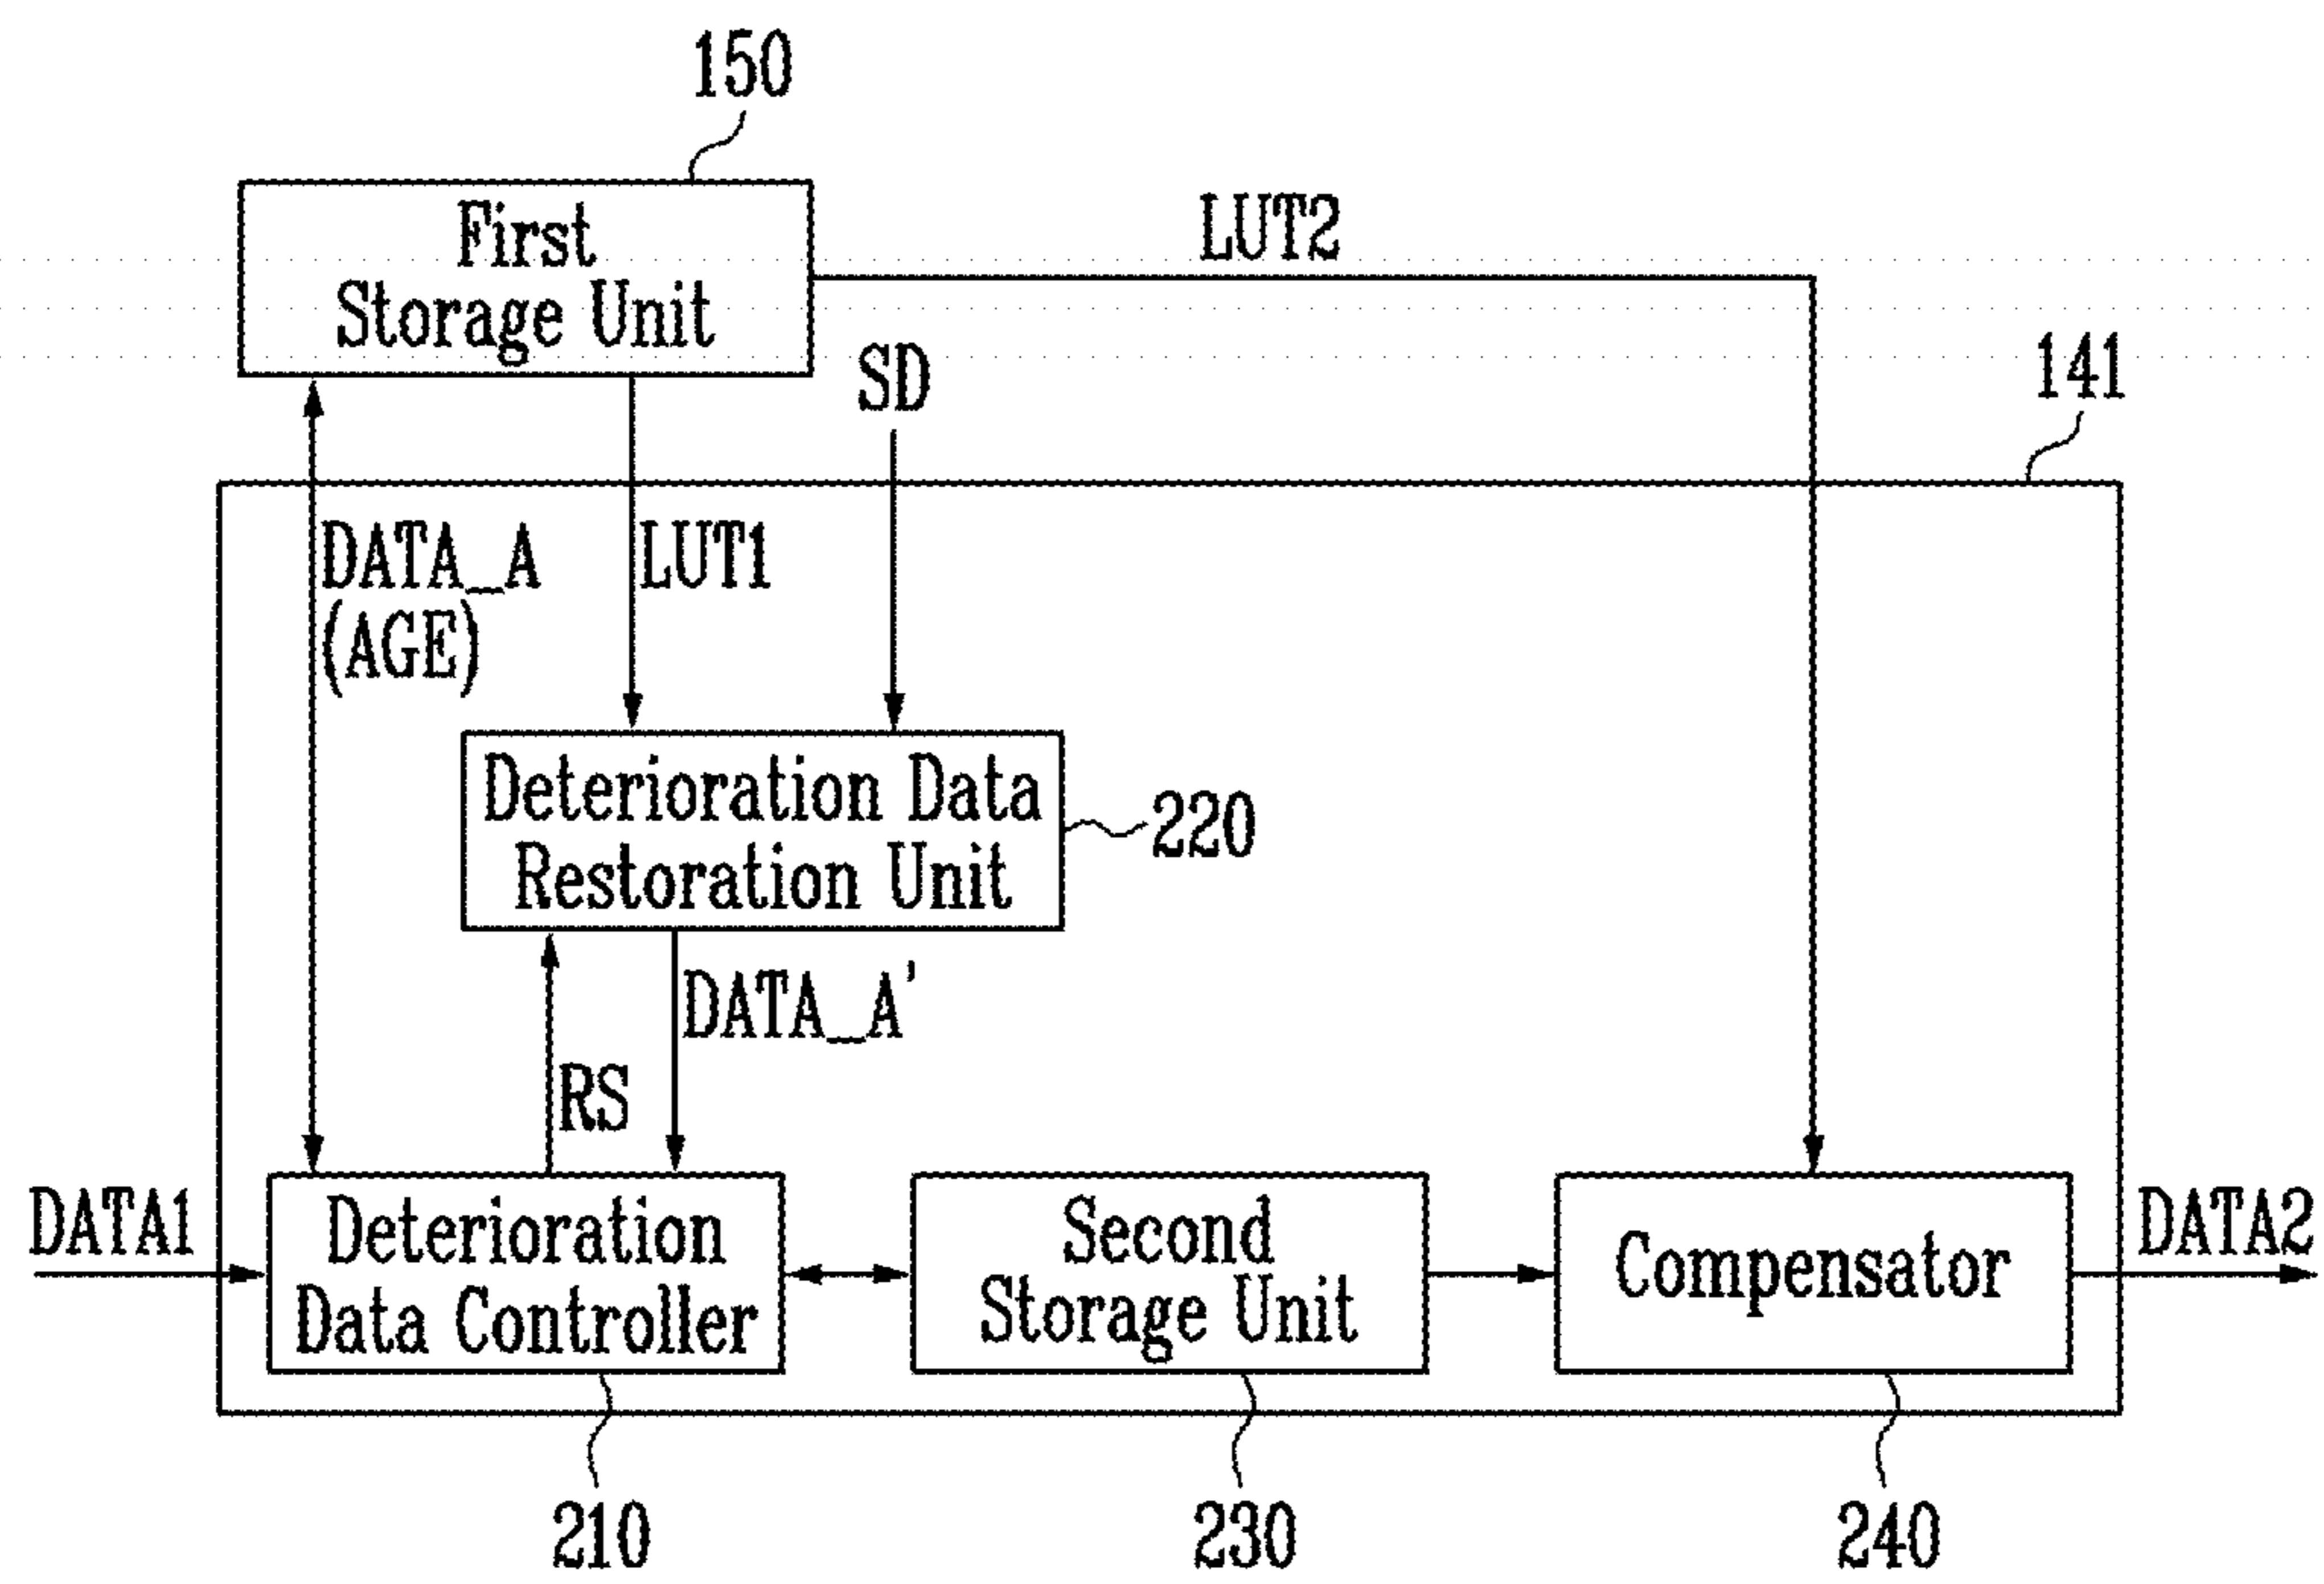 150
First
Storage Unit
LUT2
SD
141
DATA_A
(AGE)
LUT1
Deterioration Data
Restoration Unit
220
DATA_A'
RS
DATA1
Deterioration
Data Controller
Second
Storage Unit
Compensator
DATA2
210
230
240